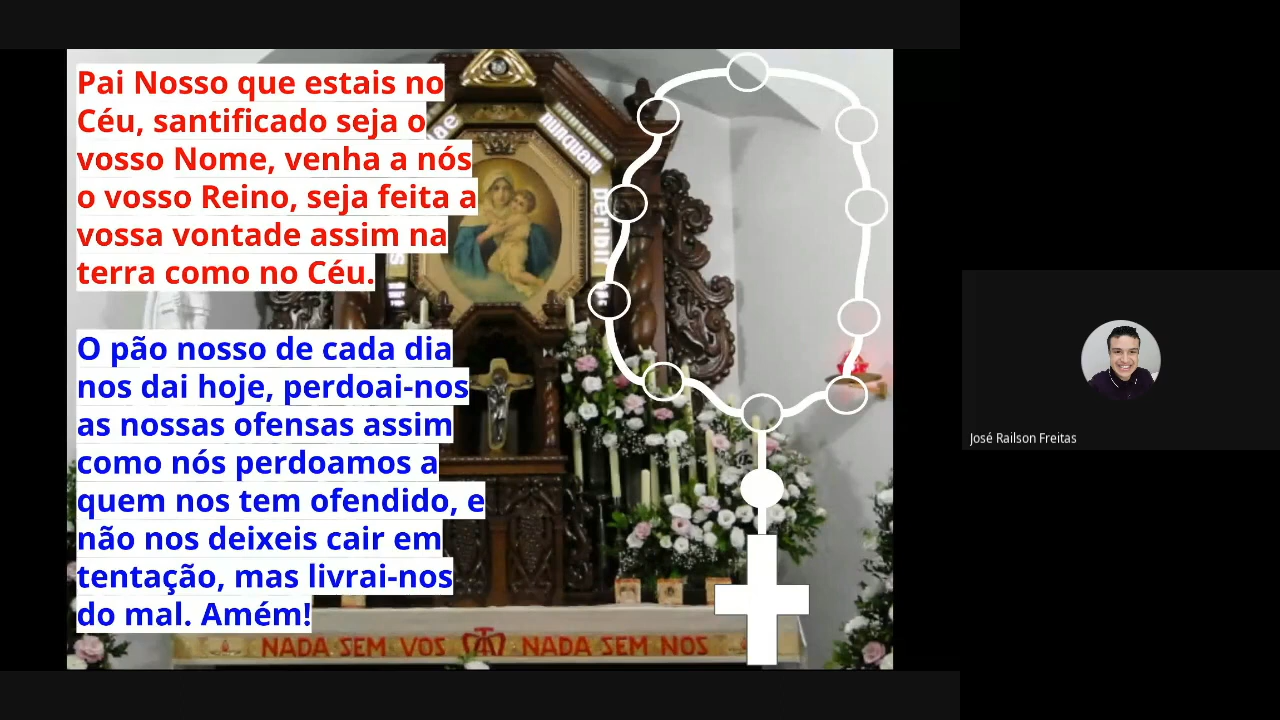 Pai Nosso que estais no
Céu, santificado seja o
vosso Nome, venha a nós
o vosso Reino, seja feita a
vossa vontade assim na
terra como no Céu.
O pão nosso de cada dia
nos dai hoje, perdoai-nos
as nossas ofensas assim
como nós perdoamos a
quem nos tem ofendido, e
não nos deixeis cair em
tentação, mas livrai-nos
do mal. Amém!
nunquam
NADA SEM VOS NADA SEM NOS
José Railson Freitas